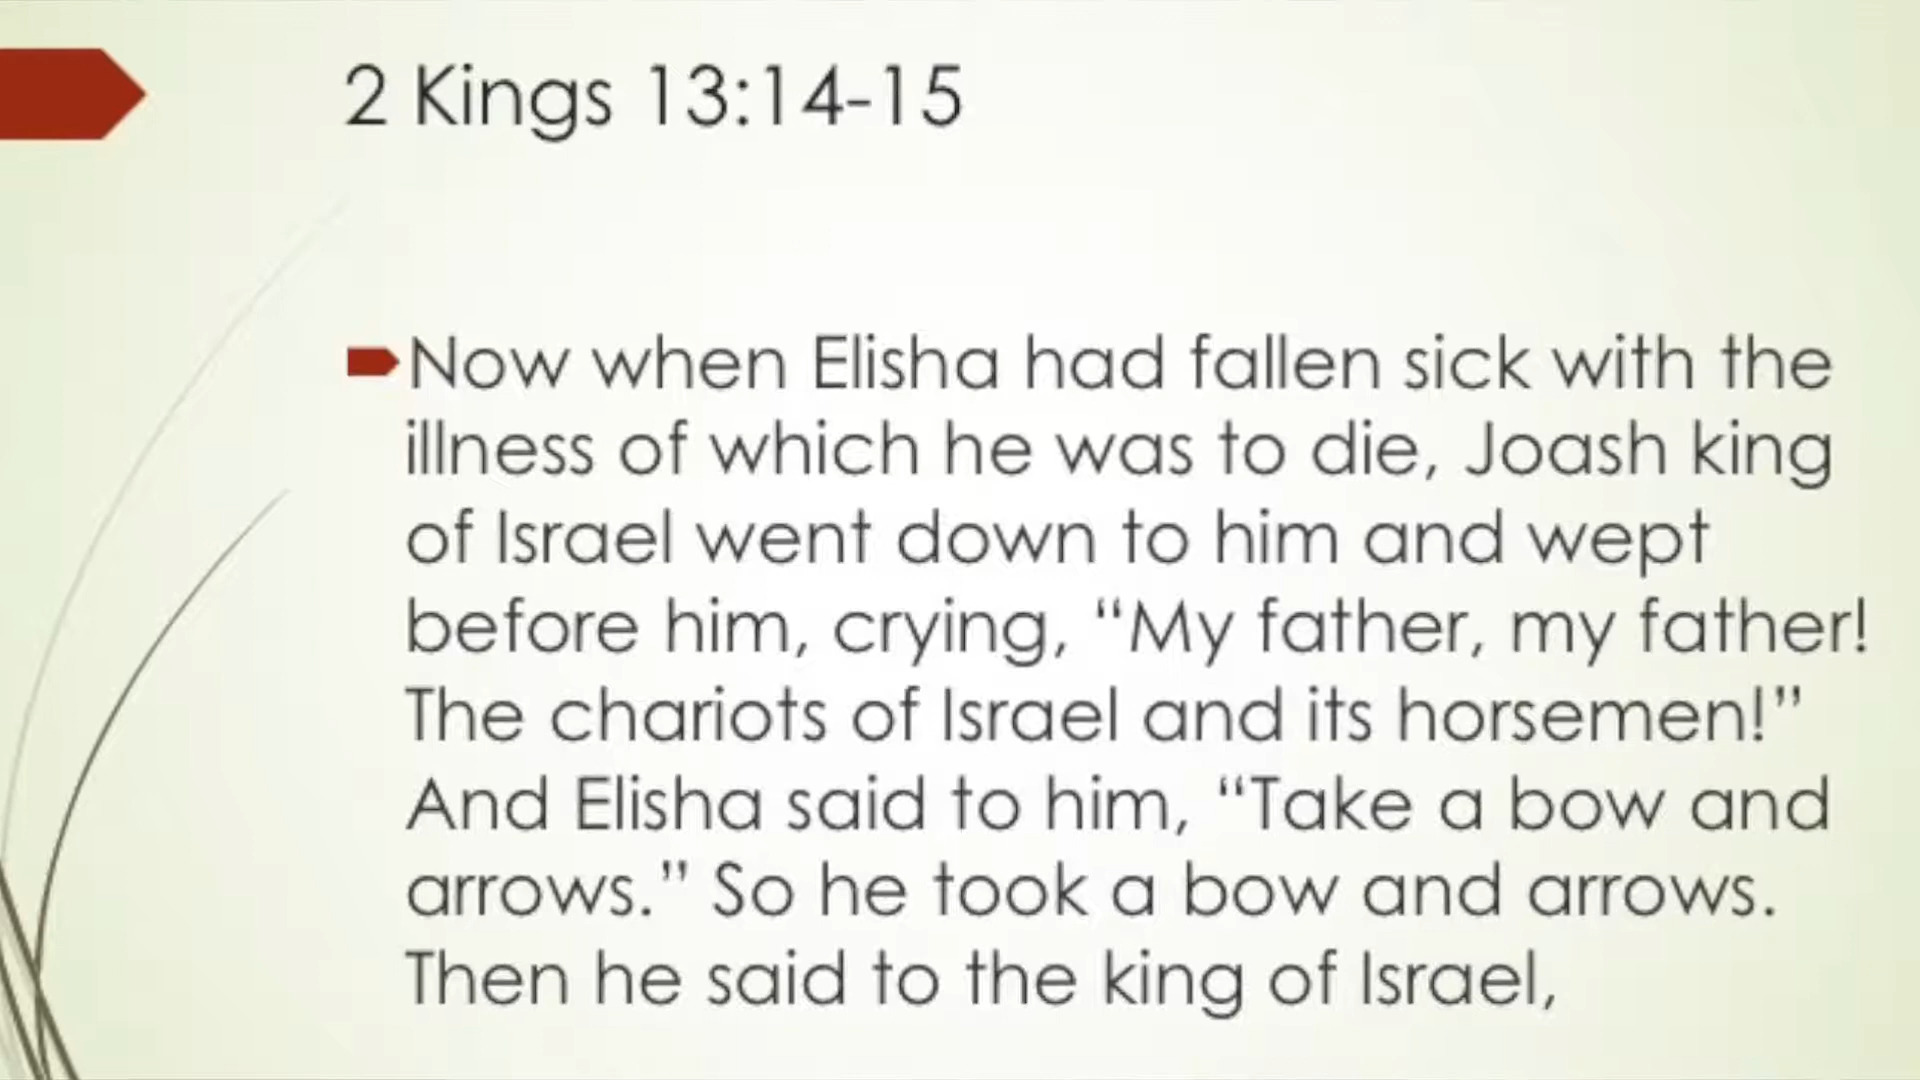 2 Kings 13:14-15
Now when Elisha had fallen sick with the
illness of which he was to die, Joash king
of Israel went down to him and wept
before him, crying, “My father, my father!
The chariots of Israel and its horsemen!”
And Elisha said to him, “Take a bow and
arrows.” So he took a bow and arrows.
Then he said to the king of Israel,